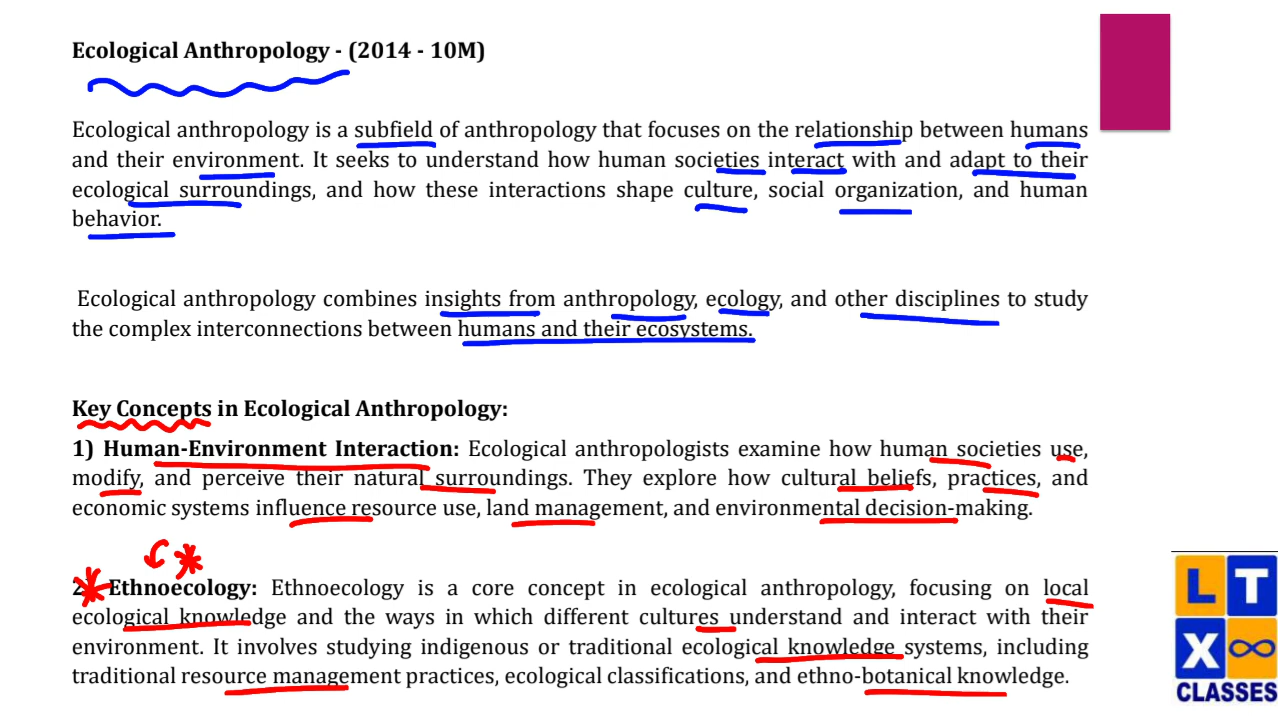 Ecological Anthropology - (2014 - 10M)
Ecological anthropology is a subfield of anthropology that focuses on the relationship between humans
and their environment. It seeks to understand how human societies interact with and adapt to their
ecological surroundings, and how these interactions shape culture, social organization, and human
behavior.
Ecological anthropology combines insights from anthropology, ecology, and other disciplines to study
the complex interconnections between humans and their ecosystems.
Key Concepts in Ecological Anthropology:
1) Human-Environment Interaction: Ecological anthropologists examine how human societies use,
modify, and perceive their natural surroundings. They explore how cultural beliefs, practices, and
economic systems influence resource use, land management, and environmental decision-making.
2) Ethnoecology: Ethnoecology is a core concept in ecological anthropology, focusing on local
ecological knowledge and the ways in which different cultures understand and interact with their
environment. It involves studying indigenous or traditional ecological knowledge systems, including
traditional resource management practices, ecological classifications, and ethno-botanical knowledge.
L T
X ∞
CLASSES